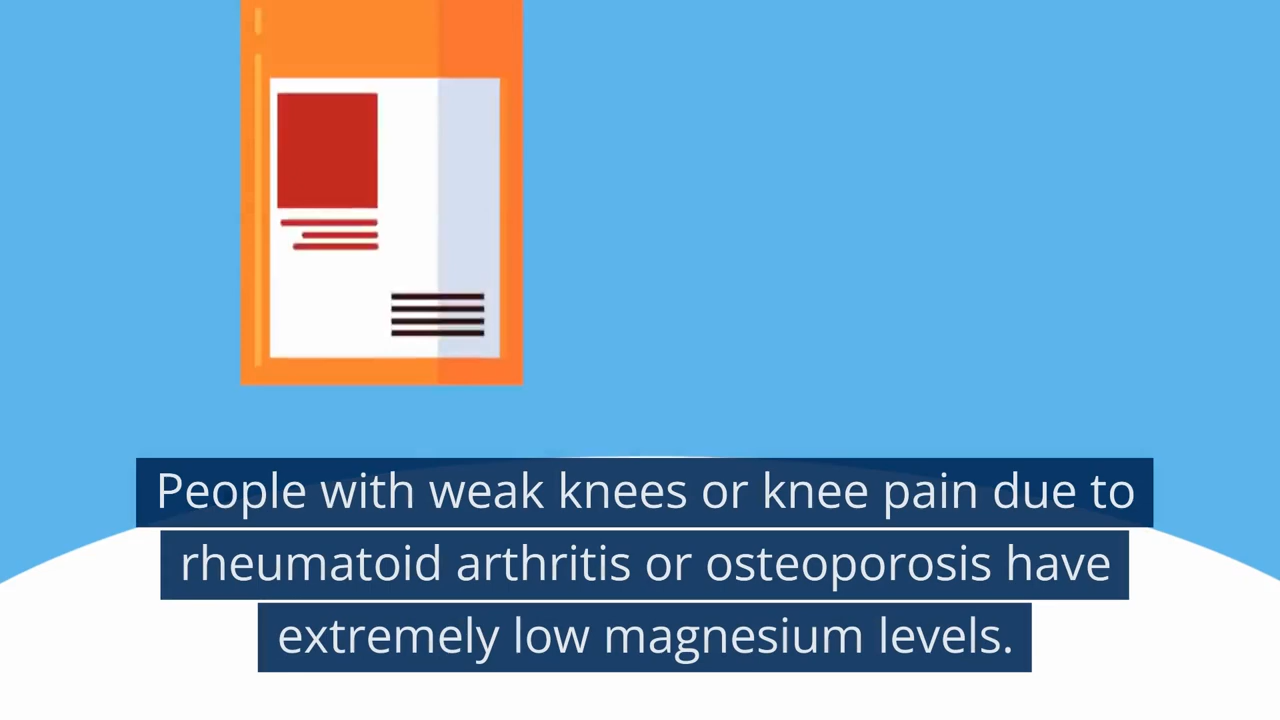 People with weak knees or knee pain due to
rheumatoid arthritis or osteoporosis have
extremely low magnesium levels.